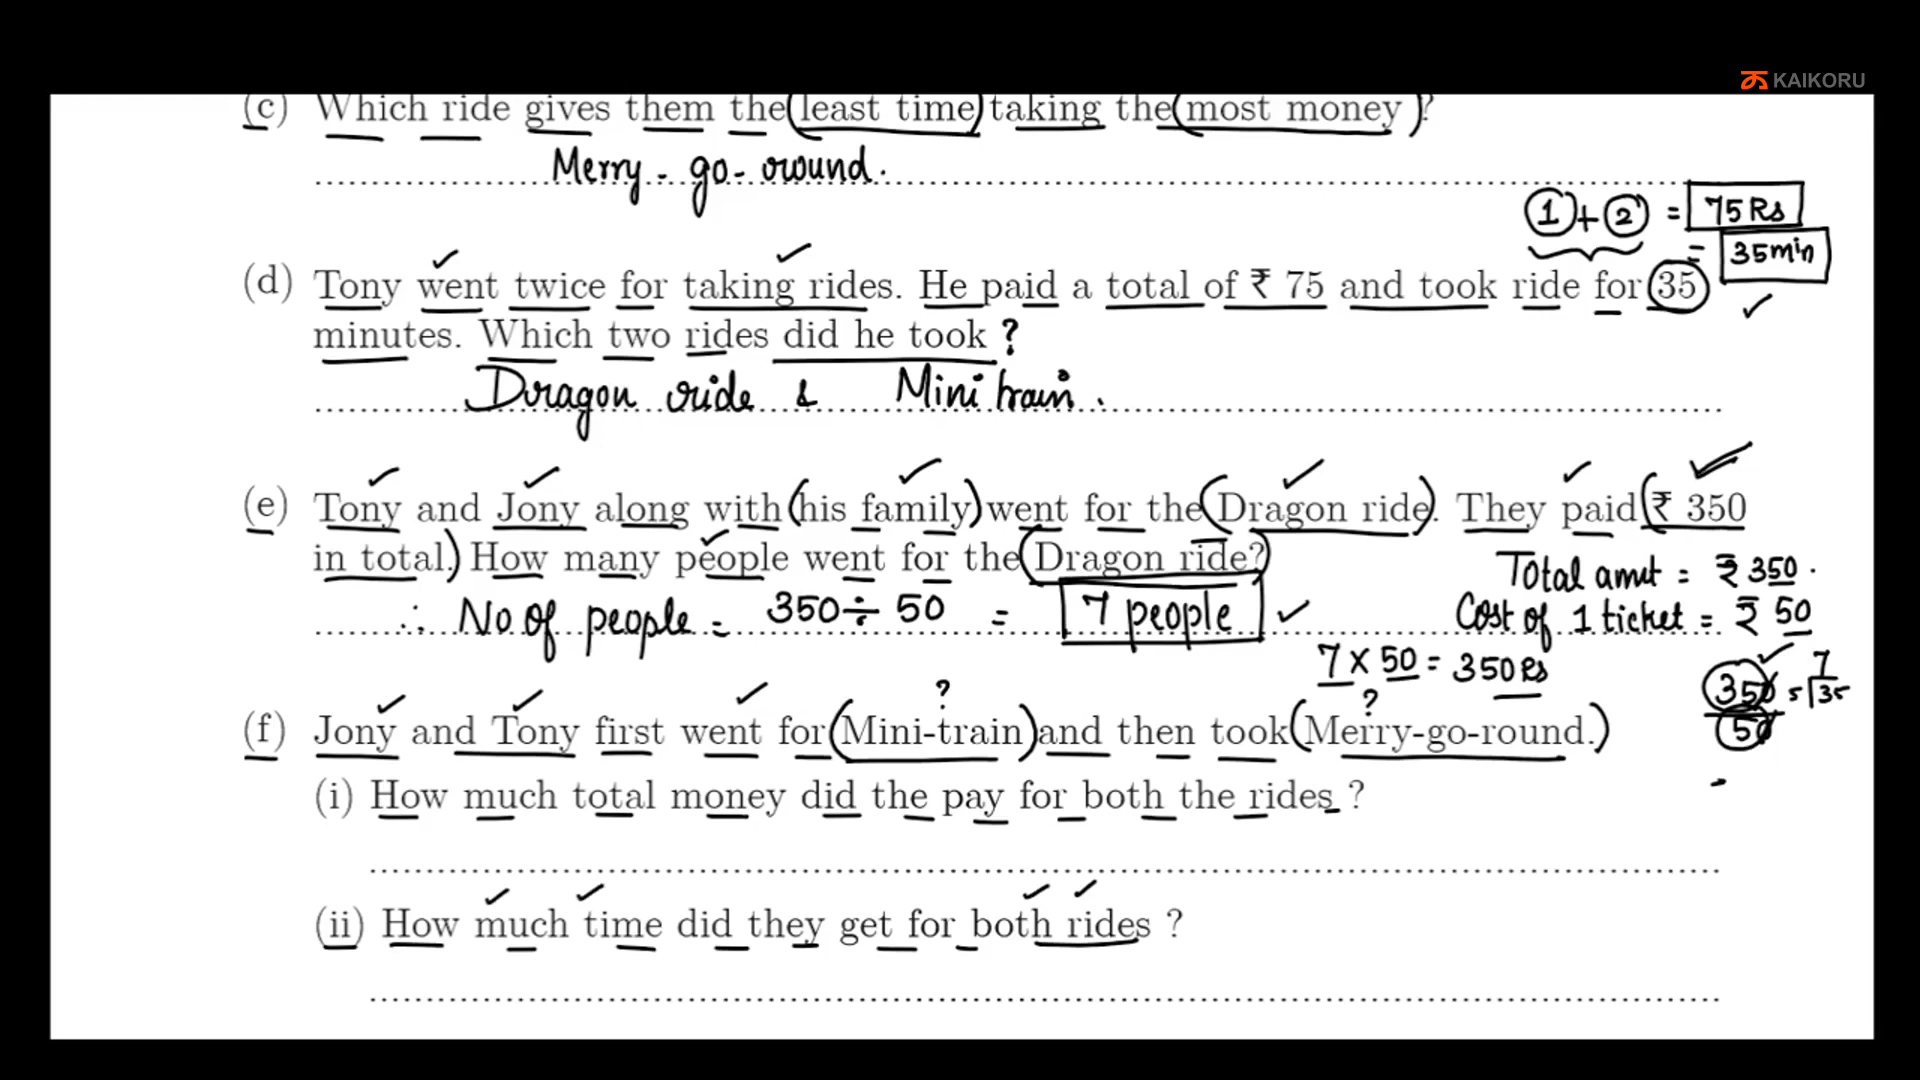 KAIKORU
(c) Which ride gives them the (least time) taking the (most money)?
Merry-go-round.
1 + 2 = 75 Rs
= 35 min
(d) Tony went twice for taking rides. He paid a total of ₹ 75 and took ride for 35
minutes. Which two rides did he took ?
Dragon ride & Mini train.
(e) Tony and Jony along with (his family) went for the (Dragon ride). They paid (₹ 350
in total.) How many people went for the (Dragon ride?)
Total amt = ₹ 350.
∴ No of people = 350 ÷ 50 = 7 people
Cost of 1 ticket = ₹ 50
7 x 50 = 350 Rs
350 5 35 7
50
? ?
(f) Jony and Tony first went for (Mini-train) and then took (Merry-go-round.)
(i) How much total money did the pay for both the rides ?
(ii) How much time did they get for both rides ?